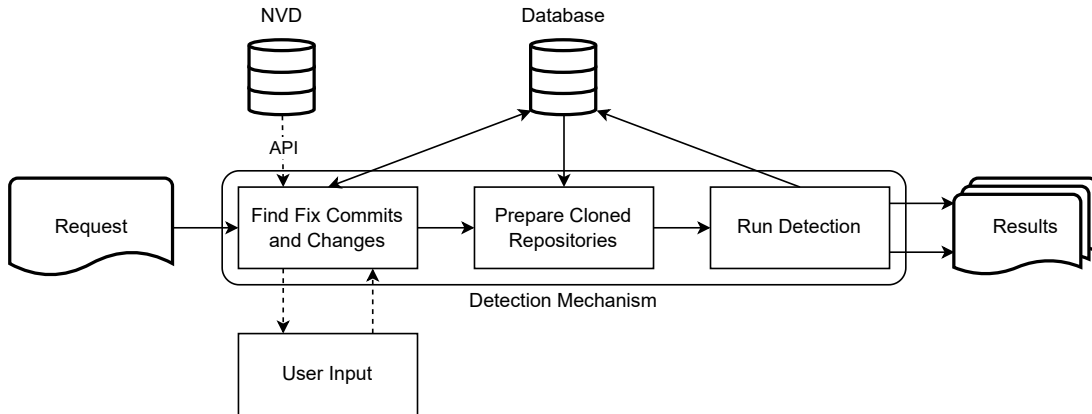 NVD
Database
API
Request
Find Fix Commits
and Changes
Prepare Cloned
Repositories
Run Detection
Results
Detection Mechanism
User Input